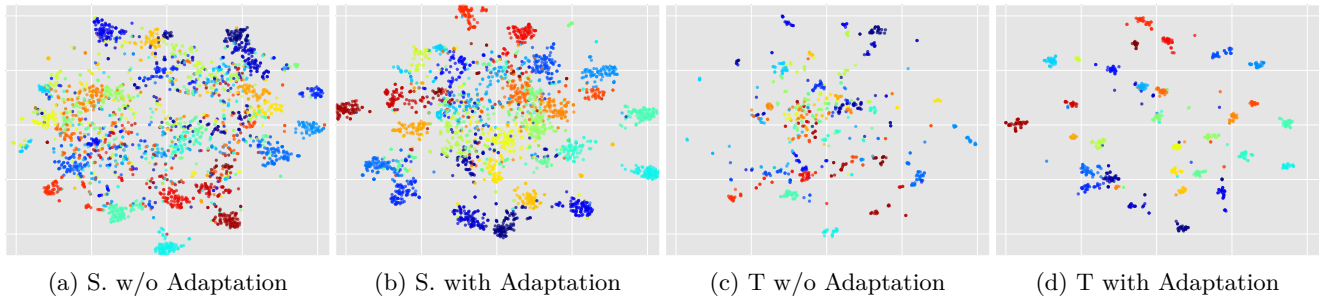 (a) S. w/o Adaptation
(b) S. with Adaptation
(c) T w/o Adaptation
(d) T with Adaptation